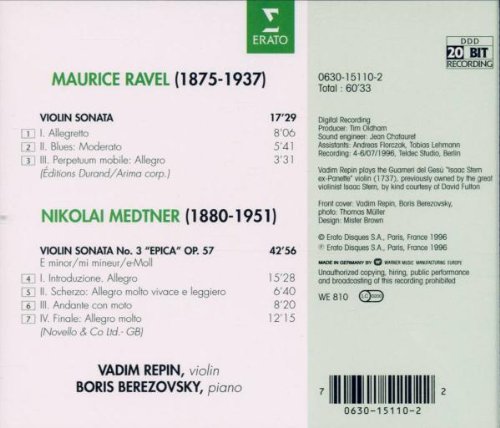 ERATO
DDD
20 BIT
RECORDING
MAURICE RAVEL (1875-1937)
0630-15110-2
Total : 60'33
VIOLIN SONATA 17'29
1 I. Allegretto 8'06
2 II. Blues: Moderato 5'41
3 III. Perpetuum mobile: Allegro 3'31
(Éditions Durand/Arima corp.)
Digital Recording
Producer: Tim Oldham
Sound engineer: Jean Chatauret
Assistants: Andreas Florczak, Tobias Lehmann
Recording: 4-6/07/1996, Teldec Studio, Berlin
Vadim Repin plays the Guarneri del Gesù "Isaac Stern
ex-Panette" violin (1737), previously owned by the great
violinist Isaac Stern, by kind courtesy of David Fulton
Front cover: Vadim Repin, Boris Berezovsky,
photo: Thomas Müller
Design: Mister Brown
NIKOLAI MEDTNER (1880-1951)
VIOLIN SONATA No. 3 "EPICA" OP. 57 42'56
E minor/mi mineur/e-Moll
4 I. Introduzione. Allegro 15'28
5 II. Scherzo: Allegro molto vivace e leggiero 6'40
6 III. Andante con moto 8'20
7 IV. Finale: Allegro molto 12'15
(Novello & Co Ltd.- GB)
℗ Erato Disques S.A., Paris, France 1996
© Erato Disques S.A., Paris, France 1996
MADE IN GERMANY BY WARNER MUSIC MANUFACTURING EUROPE
Unauthorized copying, hiring, public performance
and broadcasting of this recording prohibited
WE 810
VADIM REPIN, violin
BORIS BEREZOVSKY, piano
7 2
0630-15110-2